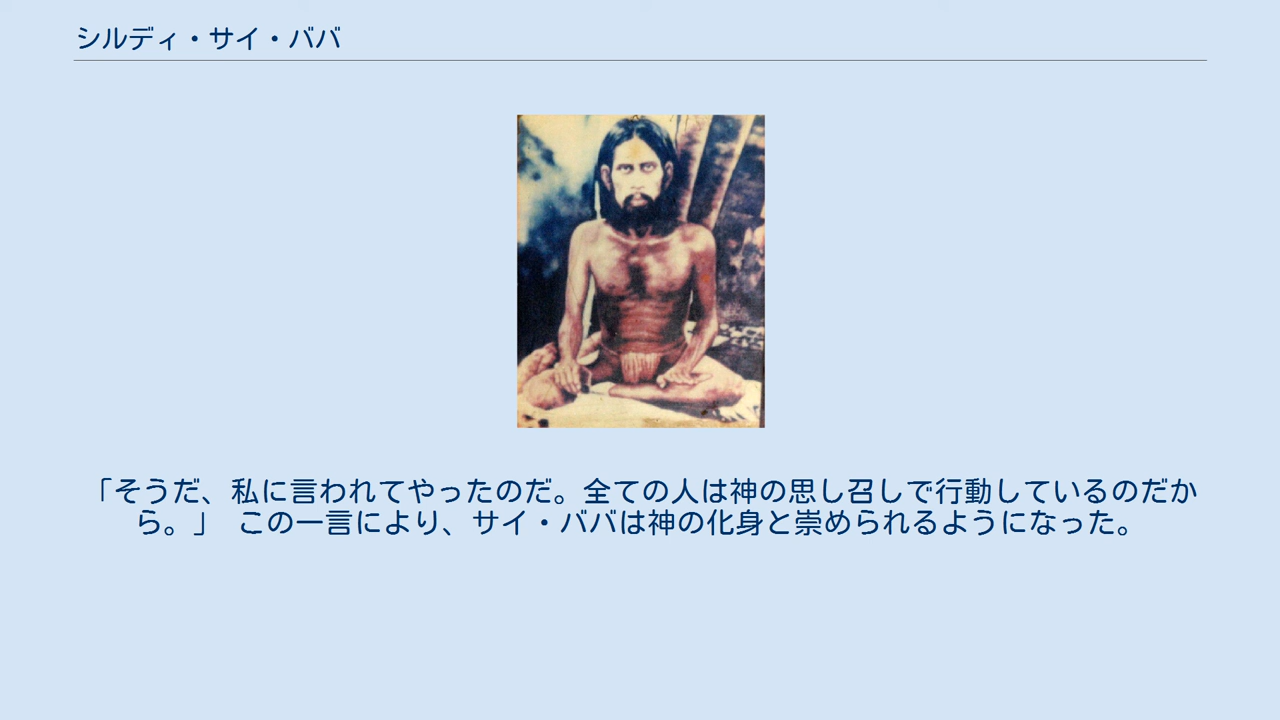 シルディ・サイ・ババ
「そうだ、私に言われてやったのだ。全ての人は神の思し召しで行動しているのだか
ら。」　この一言により、サイ・ババは神の化身と崇められるようになった。